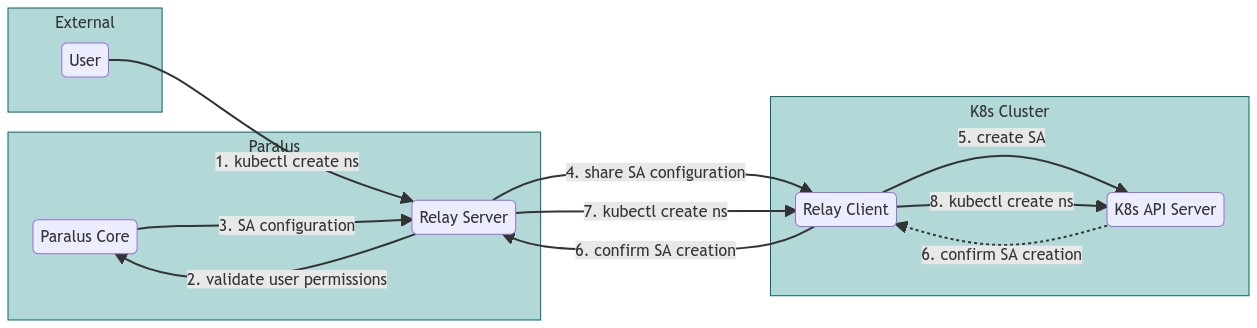 External
User
Paralus
1. kubectl create ns
Relay Server
Paralus Core
3. SA configuration
2. validate user permissions
4. share SA configuration
7. kubectl create ns
6. confirm SA creation
K8s Cluster
5. create SA
Relay Client
8. kubectl create ns
K8s API Server
6. confirm SA creation